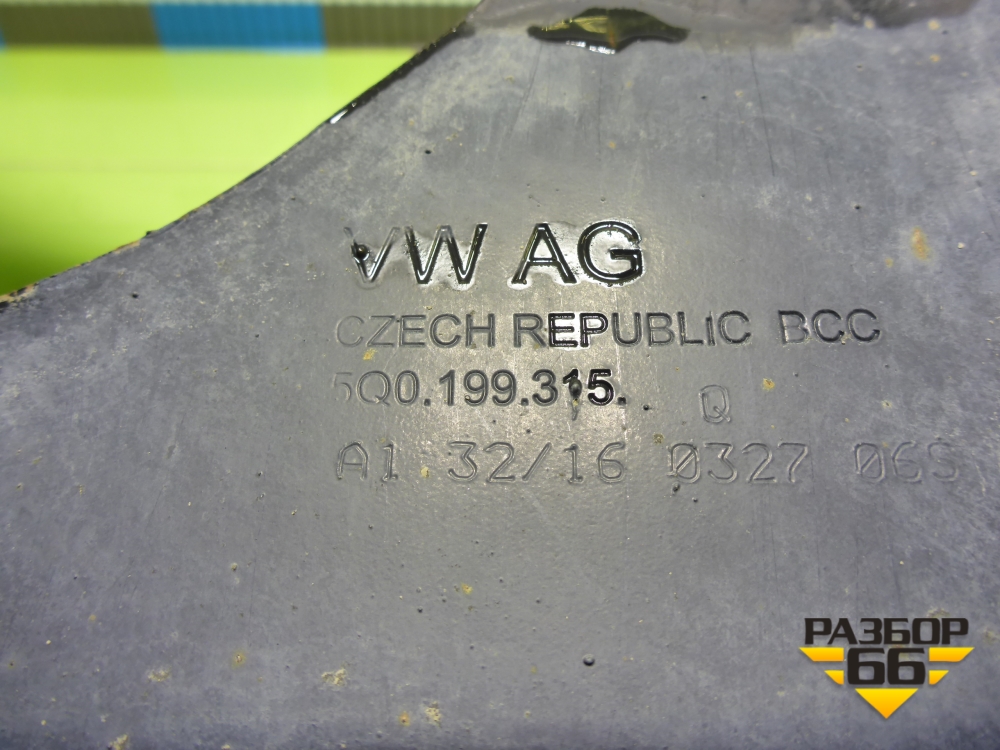 VW AG
CZECH REPUBLIC BCC
5Q0.199.315.
Q
A1 32/16 0327 06S
РАЗБОР
66